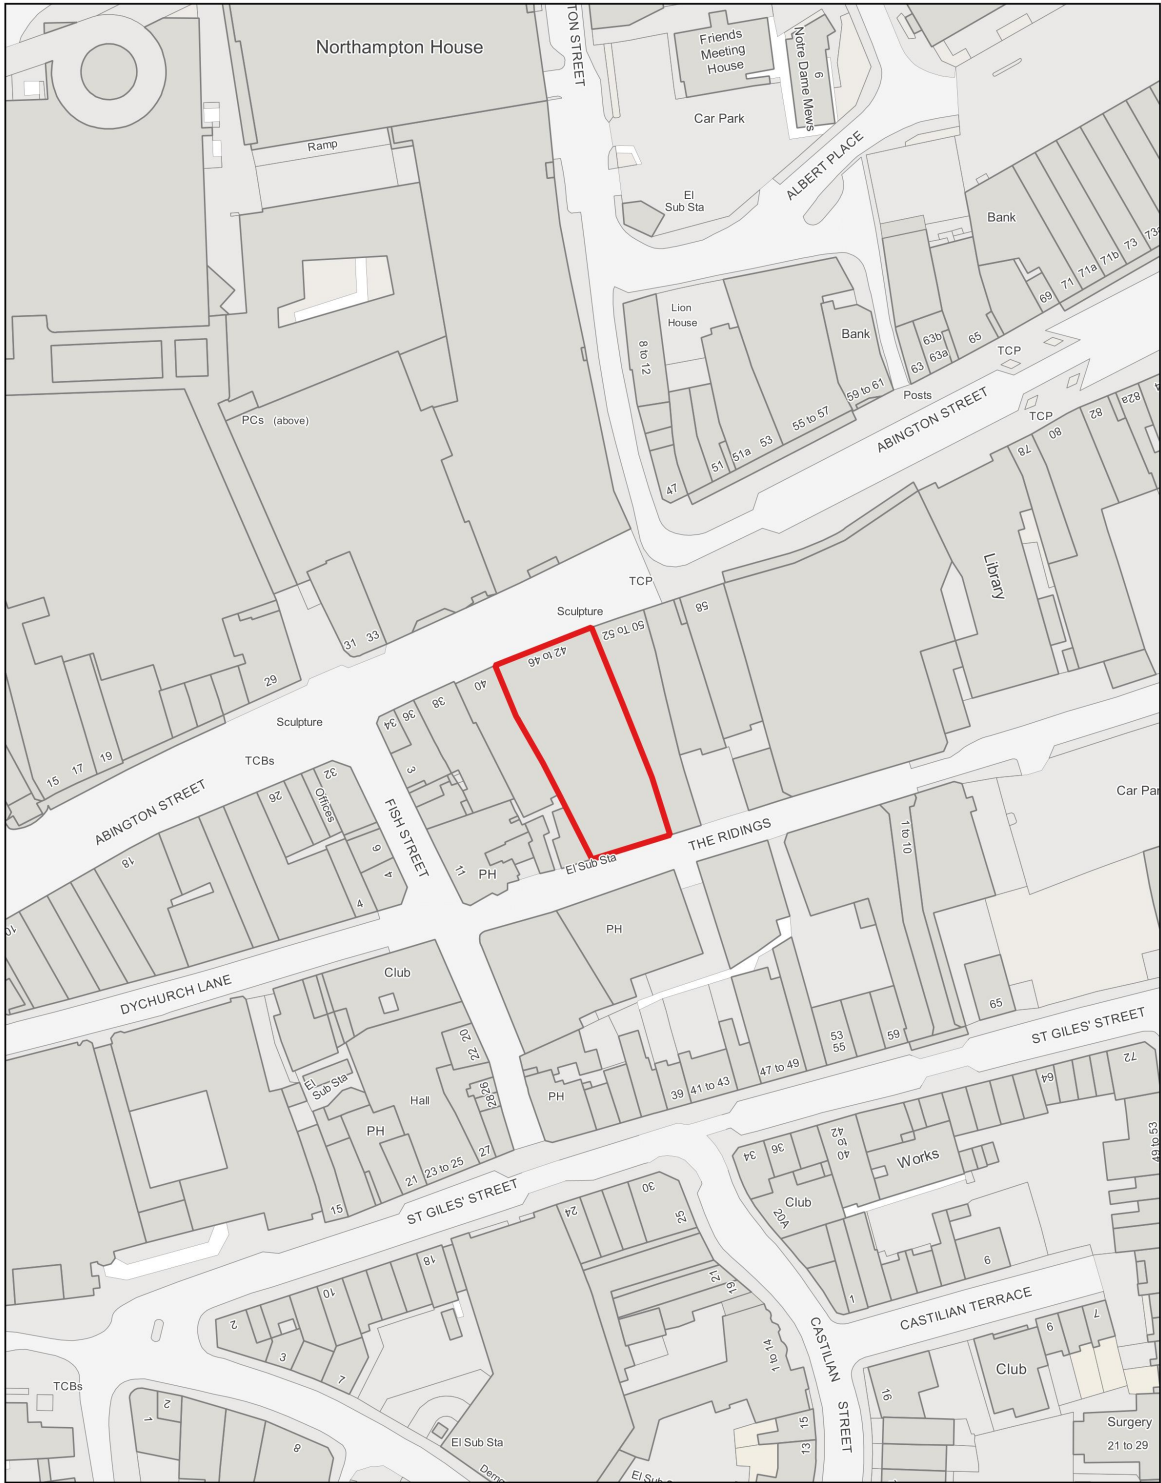 Northampton House
TON STREET
Friends
Meeting
House
Notre Dame Mews
6
Car Park
Ramp
ALBERT PLACE
El
Sub Sta
Bank
73
71b
71a
71
69
Lion
House
8 to 12
Bank
63b
63a
63
65
TCP
59 to 61
Posts
55 to 57
53
51a
51
47
ABINGTON STREET
TCP
82a
82
80
78
PCs (above)
Library
TCP
Sculpture
58
50 To 52
42 to 46
40
38
36
34
31
33
29
Sculpture
TCBs
19
17
15
32
Offices
26
3
ABINGTON STREET
FISH STREET
18
6
4
4
11
PH
El Sub Sta
THE RIDINGS
1 to 10
Car Par
10
PH
Club
DYCHURCH LANE
65
53
55
59
ST GILES' STREET
20
22
El
Sub Sta
Hall
PH
26
28
PH
39
41 to 43
47 to 49
64
72
49 to 53
27
23 to 25
21
15
34
36
42
to
40
Works
Club
20A
ST GILES' STREET
30
25
24
21
19
18
10
2
3
7
1
9
CASTILIAN TERRACE
CASTILIAN
STREET
1 to 14
9
7
Club
16
TCBs
2
1
8
El Sub Sta
15
13
Surgery
21 to 29